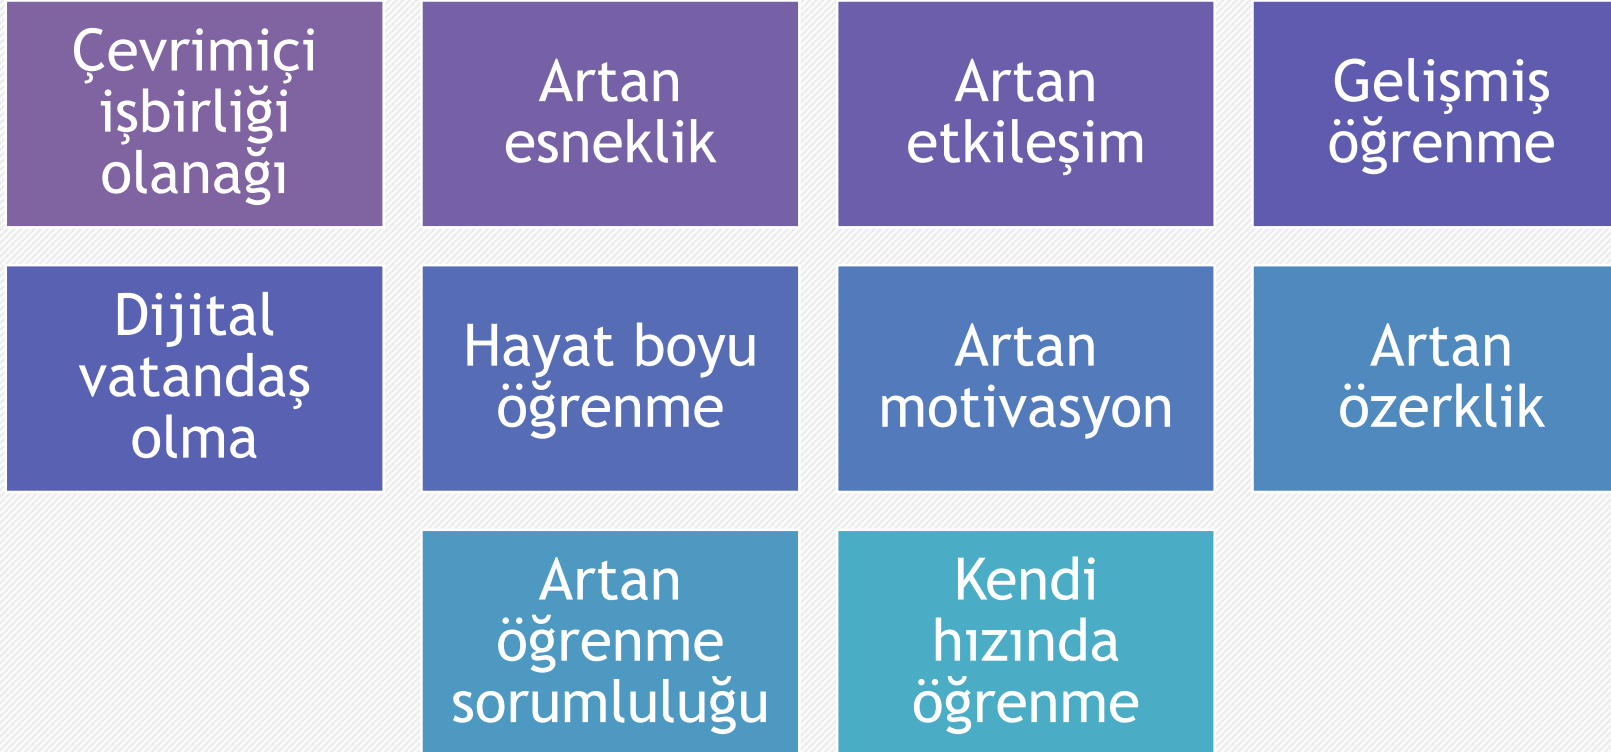 Çevrimiçi
işbirliği
olanağı
Artan
esneklik
Artan
etkileşim
Gelişmiş
öğrenme
Dijital
vatandaş
olma
Hayat boyu
öğrenme
Artan
motivasyon
Artan
özerklik
Artan
öğrenme
sorumluluğu
Kendi
hızında
öğrenme